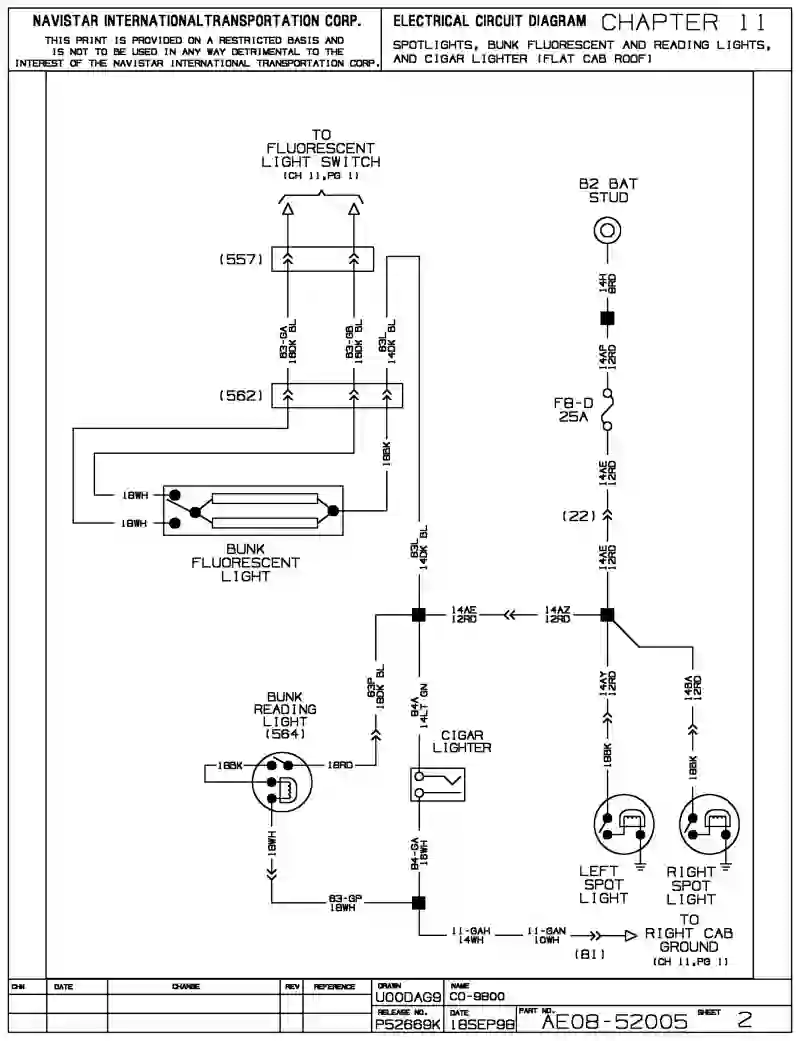 NAVISTAR INTERNATIONAL TRANSPORTATION CORP.
THIS PRINT IS PROVIDED ON A RESTRICTED BASIS AND
IS NOT TO BE USED IN ANY WAY DETRIMENTAL TO THE
INTEREST OF THE NAVISTAR INTERNATIONAL TRANSPORTATION CORP.
ELECTRICAL CIRCUIT DIAGRAM CHAPTER 11
SPOTLIGHTS, BUNK FLUORESCENT AND READING LIGHTS,
AND CIGAR LIGHTER (FLAT CAB ROOF)
TO
FLUORESCENT
LIGHT SWITCH
(CH 11,PG 1)
B2 BAT
STUD
(557)
14H
8RD
83-GA
18DK BL
83-GB
18DK BL
83L
14DK BL
14AP
12RD
(562)
F8-D
25A
18BK
14AE
12RD
18WH
18WH
(22)
BUNK
FLUORESCENT
LIGHT
83L
14DK BL
14AE
12RD
14AE
12RD
14AZ
12RD
83P
18DK BL
84A
14LT GN
14AY
12RD
14BA
12RD
BUNK
READING
LIGHT
(564)
CIGAR
LIGHTER
18BK
18RD
18BK
18BK
18WH
84-GA
18WH
LEFT
SPOT
LIGHT
RIGHT
SPOT
LIGHT
83-GP
18WH
11-GAH
14WH
11-GAN
10WH
(81)
TO
RIGHT CAB
GROUND
(CH 11,PG 1)
CHN DATE CHANGE REV REFERENCE
DRAWN
U00DAG9
NAME
CO-9800
RELEASE NO.
P52669K
DATE
18SEP98
PART NO.
AE08-52005
SHEET
2